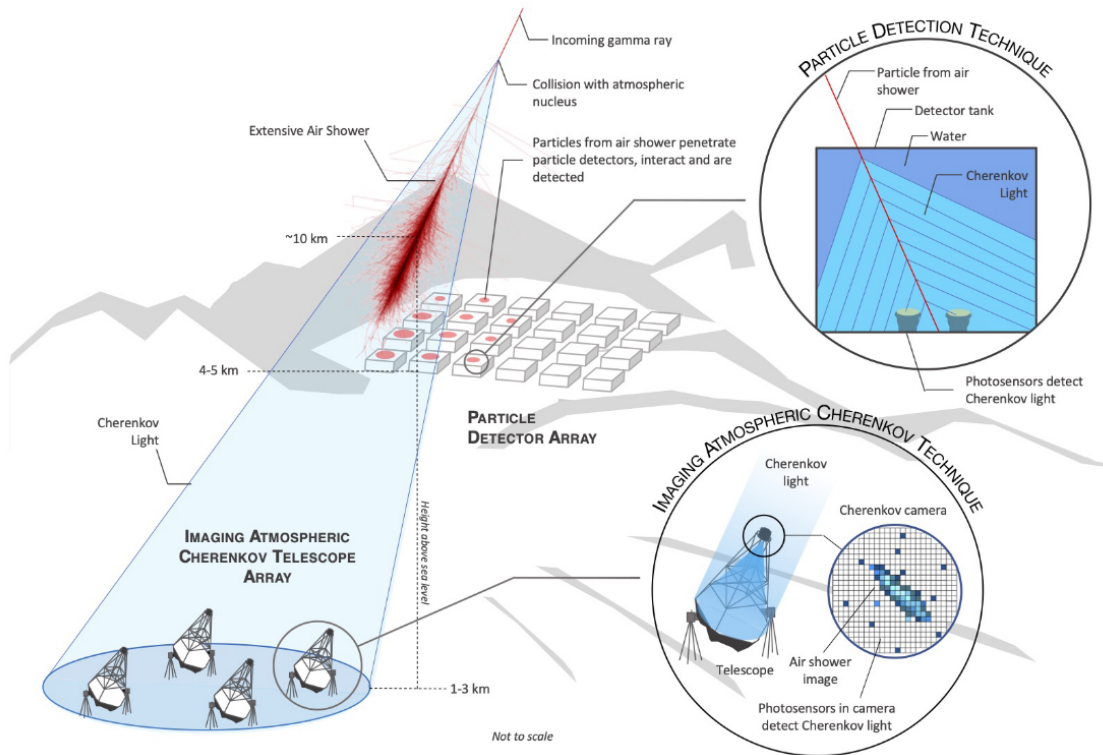 Incoming gamma ray
Collision with atmospheric
nucleus
Extensive Air Shower
Particles from air shower penetrate
particle detectors, interact and are
detected
~10 km
4-5 km
PARTICLE
DETECTOR ARRAY
Cherenkov
Light
IMAGING ATMOSPHERIC
CHERENKOV TELESCOPE
ARRAY
Height above sea level
1-3 km
Not to scale
PARTICLE DETECTION TECHNIQUE
Particle from air
shower
Detector tank
Water
Cherenkov
Light
Photosensors detect
Cherenkov light
IMAGING ATMOSPHERIC CHERENKOV TECHNIQUE
Cherenkov
light
Cherenkov camera
Telescope
Air shower
image
Photosensors in camera
detect Cherenkov light